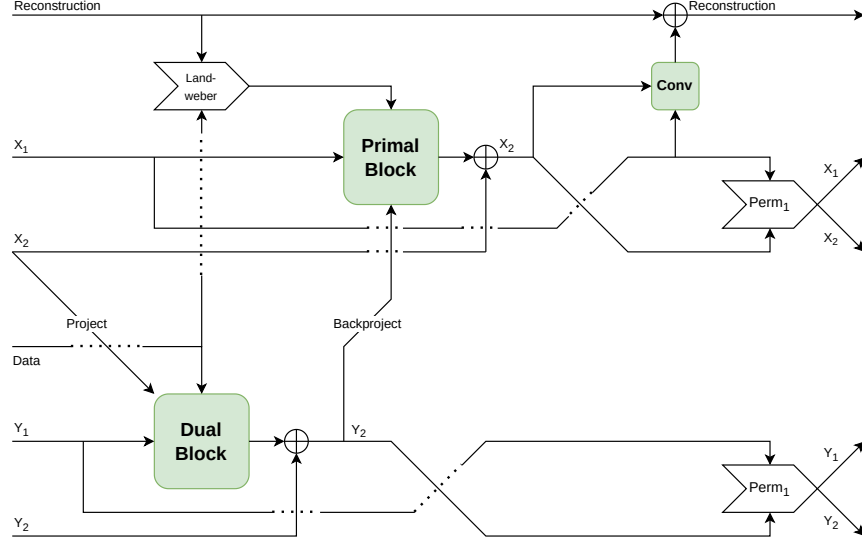 Reconstruction
Reconstruction
Land-
weber
Conv
X1
Primal
Block
X2
X1
Perm1
X2
X2
Project
Backproject
Data
Y1
Dual
Block
Y2
Y1
Perm1
Y2
Y2